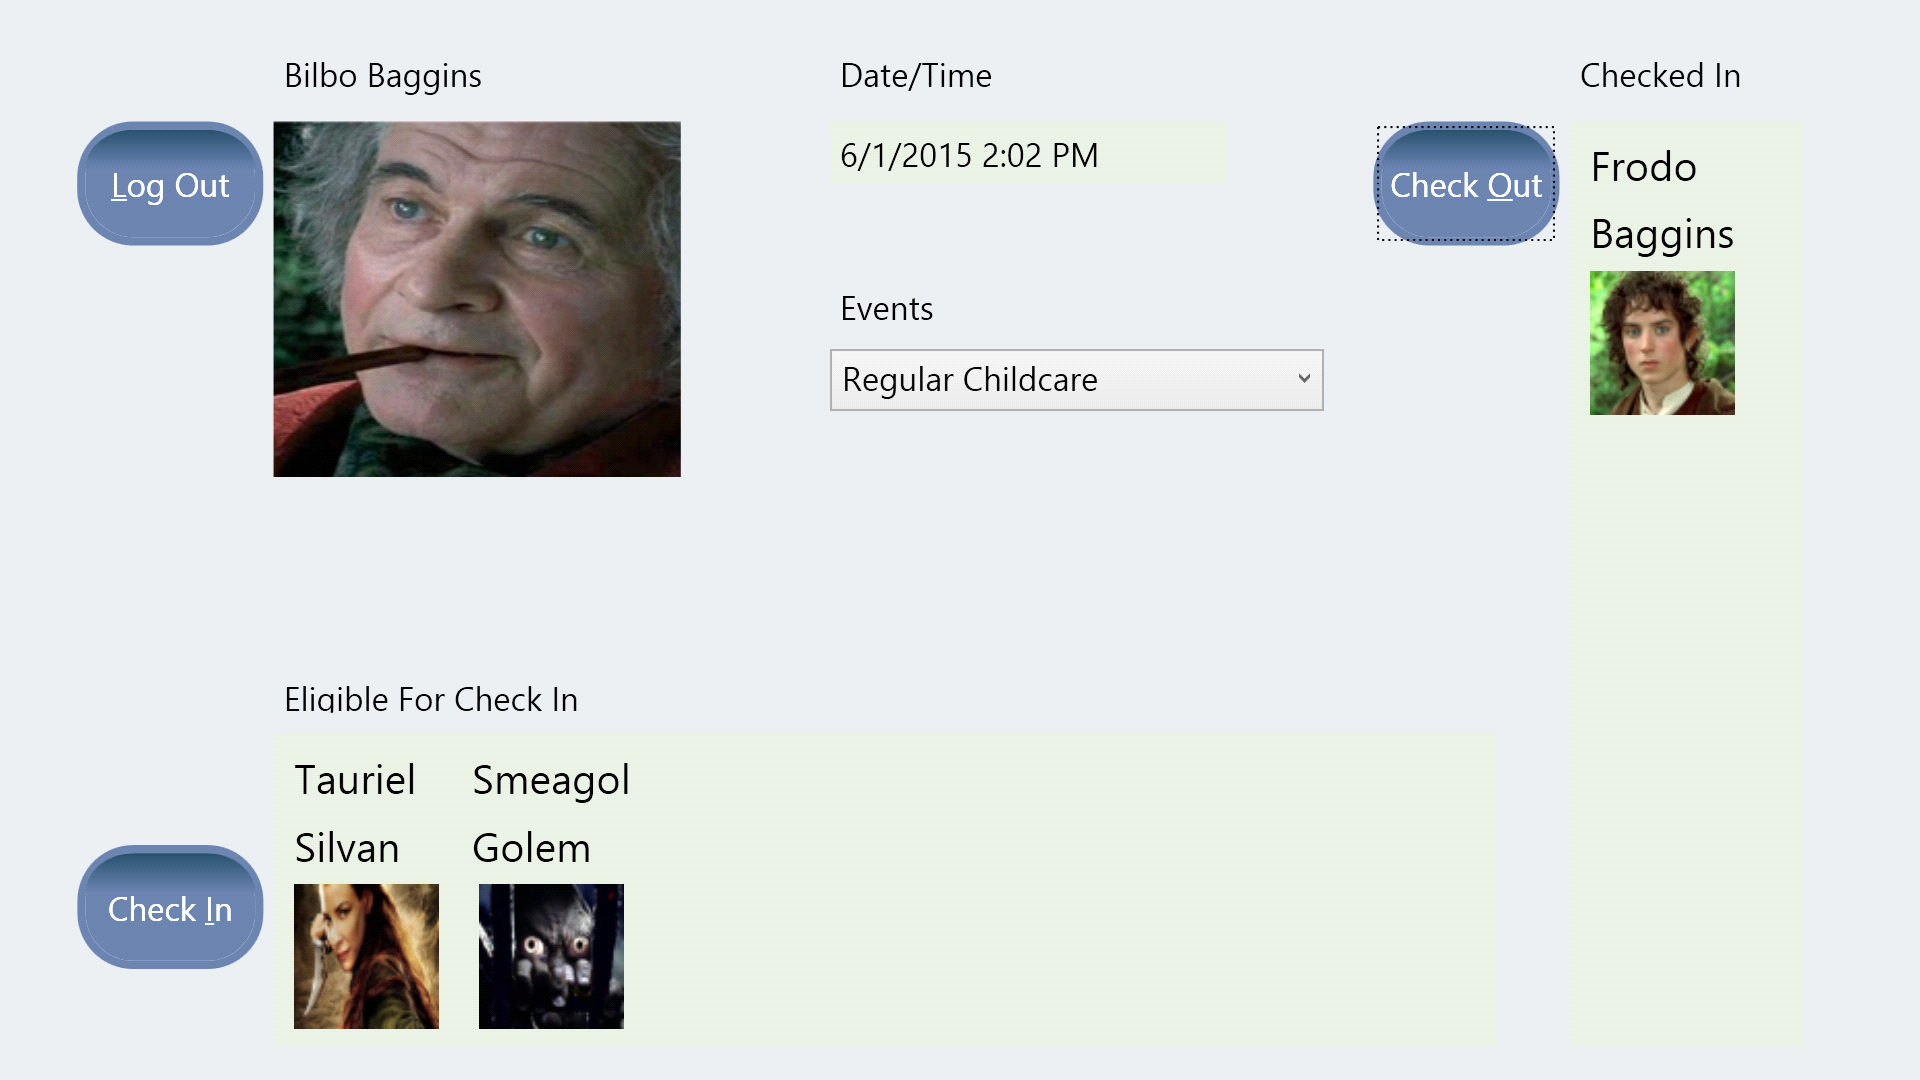 Bilbo Baggins
Date/Time
Checked In
Log Out
6/1/2015 2:02 PM
Check Out
Frodo
Baggins
Events
Regular Childcare
Eligible For Check In
Tauriel
Silvan
Smeagol
Golem
Check In